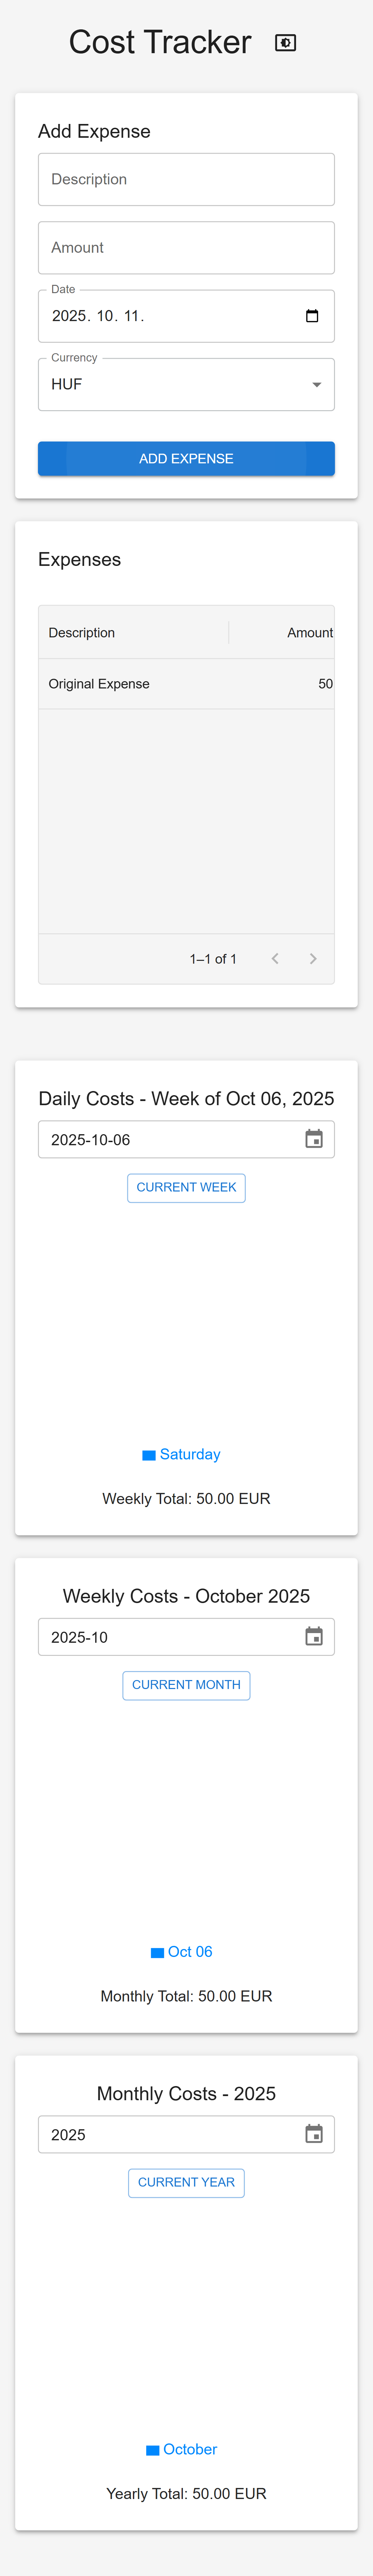 Cost Tracker
Add Expense
Description
Amount
Date
2025. 10. 11.
Currency
HUF
ADD EXPENSE
Expenses
Description Amount
Original Expense 50
1–1 of 1
Daily Costs - Week of Oct 06, 2025
2025-10-06
CURRENT WEEK
Saturday
Weekly Total: 50.00 EUR
Weekly Costs - October 2025
2025-10
CURRENT MONTH
Oct 06
Monthly Total: 50.00 EUR
Monthly Costs - 2025
2025
CURRENT YEAR
October
Yearly Total: 50.00 EUR